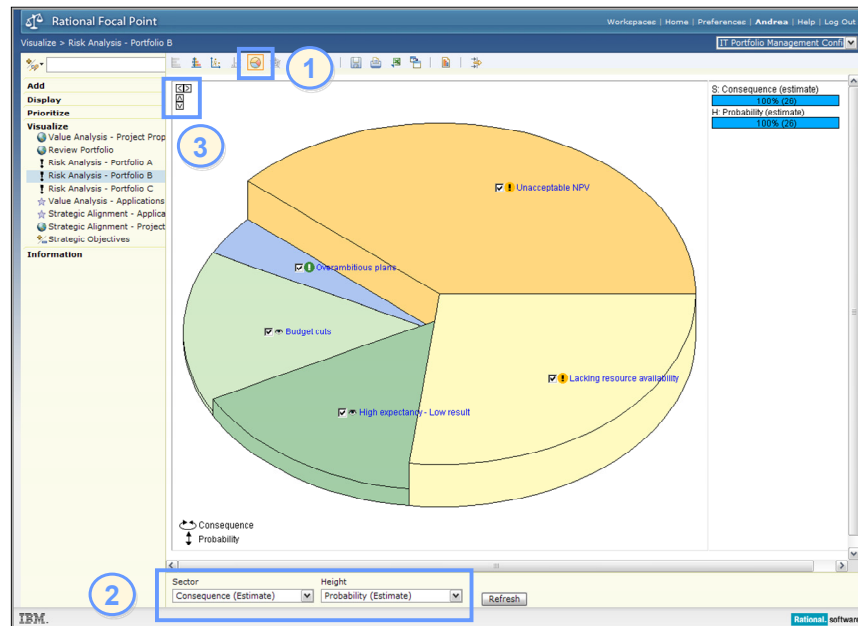 Rational Focal Point
Workspaces | Home | Preferences | Andrea | Help | Log Out
Visualize > Risk Analysis - Portfolio B
IT Portfolio Management Confi
1
Add
Display
Prioritize
Visualize
Value Analysis - Project Prop
Review Portfolio
Risk Analysis - Portfolio A
Risk Analysis - Portfolio B
Risk Analysis - Portfolio C
Value Analysis - Applications
Strategic Alignment - Applica
Strategic Alignment - Project
Strategic Objectives
Information
3
S: Consequence (estimate)
100% (26)
H: Probability (estimate)
100% (26)
Unacceptable NPV
Overambitious plans
Budget cuts
Lacking resource availability
High expectancy - Low result
Consequence
Probability
2
Sector
Height
Consequence (Estimate)
Probability (Estimate)
Refresh
IBM.
Rational. software